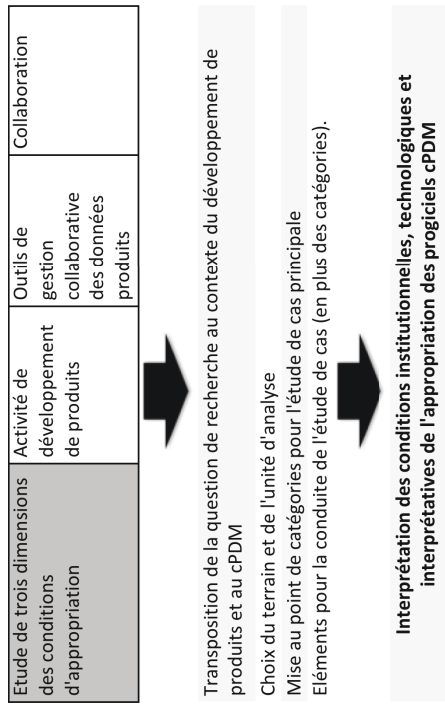 Etude de trois dimensions
des conditions
d'appropriation
Activité de
développement
de produits
Outils de
gestion
collaborative
des données
produits
Collaboration
Transposition de la question de recherche au contexte du développement de
produits et au cPDM
Choix du terrain et de l'unité d'analyse
Mise au point de catégories pour l'étude de cas principale
Eléments pour la conduite de l'étude de cas (en plus des catégories).
Interprétation des conditions institutionnelles, technologiques et
interprétatives de l'appropriation des progiciels cPDM